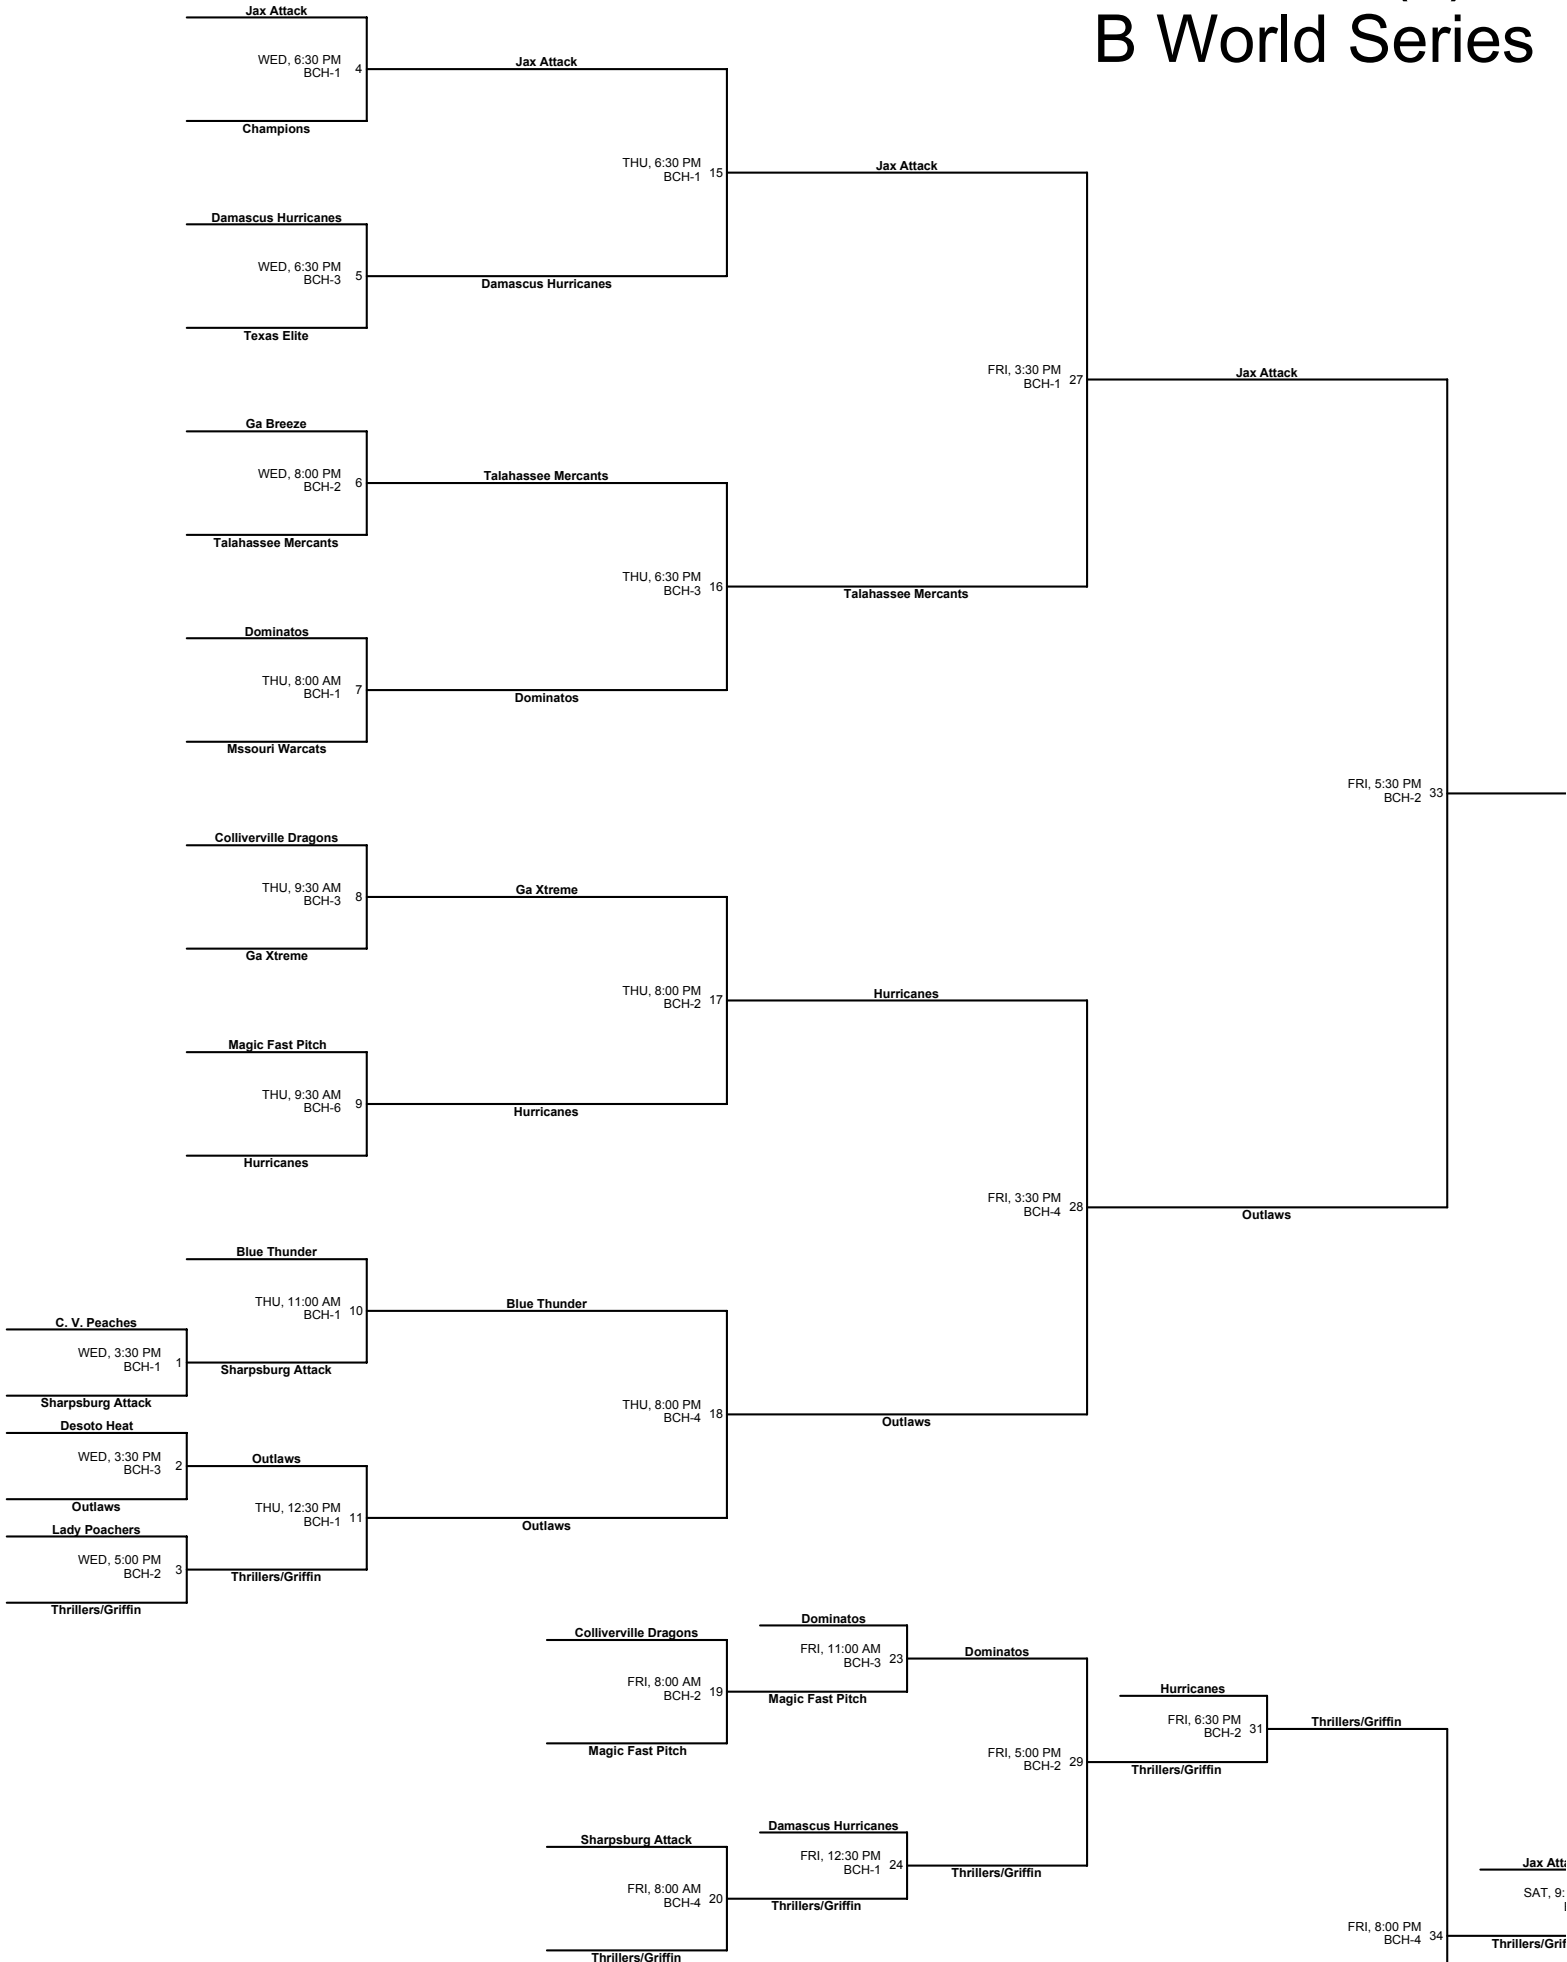 B World Series
Jax Attack
WED, 6:30 PM
BCH-1 4
Champions
Jax Attack
THU, 6:30 PM
BCH-1 15
Jax Attack
Damascus Hurricanes
WED, 6:30 PM
BCH-3 5
Texas Elite
Damascus Hurricanes
FRI, 3:30 PM
BCH-1 27
Jax Attack
Ga Breeze
WED, 8:00 PM
BCH-2 6
Talahassee Mercants
Talahassee Mercants
THU, 6:30 PM
BCH-3 16
Talahassee Mercants
Dominatos
THU, 8:00 AM
BCH-1 7
Mssouri Warcats
Dominatos
FRI, 5:30 PM
BCH-2 33
Colliverville Dragons
THU, 9:30 AM
BCH-3 8
Ga Xtreme
Ga Xtreme
THU, 8:00 PM
BCH-2 17
Hurricanes
Magic Fast Pitch
THU, 9:30 AM
BCH-6 9
Hurricanes
Hurricanes
FRI, 3:30 PM
BCH-4 28
Outlaws
Blue Thunder
THU, 11:00 AM
BCH-1 10
Blue Thunder
C. V. Peaches
WED, 3:30 PM
BCH-1 1
Sharpsburg Attack
Sharpsburg Attack
THU, 8:00 PM
BCH-4 18
Outlaws
Desoto Heat
WED, 3:30 PM
BCH-3 2
Outlaws
Outlaws
THU, 12:30 PM
BCH-1 11
Outlaws
Lady Poachers
WED, 5:00 PM
BCH-2 3
Thrillers/Griffin
Thrillers/Griffin
Colliverville Dragons
FRI, 8:00 AM
BCH-2 19
Magic Fast Pitch
Dominatos
FRI, 11:00 AM
BCH-3 23
Magic Fast Pitch
Dominatos
FRI, 5:00 PM
BCH-2 29
Hurricanes
FRI, 6:30 PM
BCH-2 31
Thrillers/Griffin
Thrillers/Griffin
Sharpsburg Attack
FRI, 8:00 AM
BCH-4 20
Thrillers/Griffin
Damascus Hurricanes
FRI, 12:30 PM
BCH-1 24
Thrillers/Griffin
Thrillers/Griffin
FRI, 8:00 PM
BCH-4 34
Jax
SAT, 9: